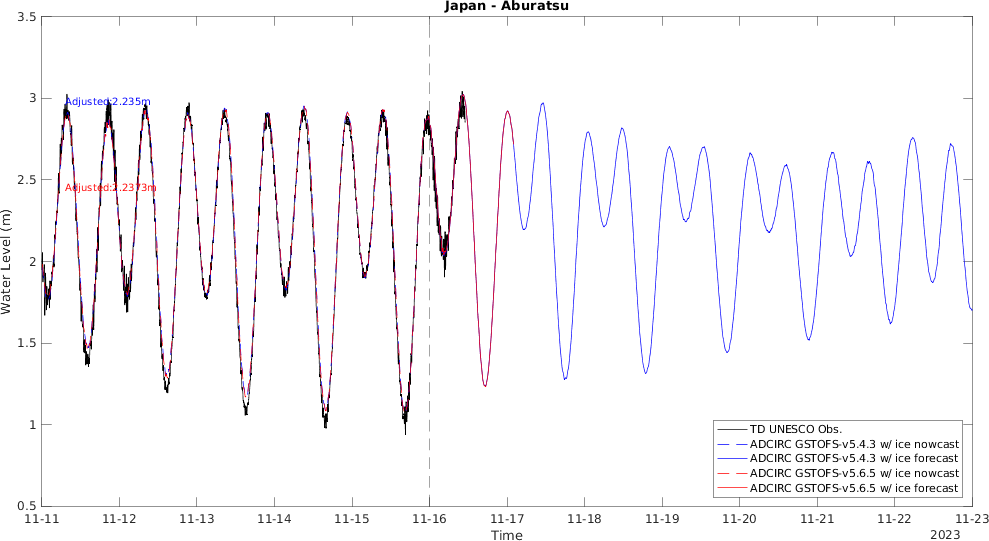 Japan - Aburatsu
3.5
3
2.5
2
1.5
1
0.5
Water Level (m)
Adjusted:2.235m
Adjusted:2.2373m
TD UNESCO Obs.
ADCIRC GSTOFS-v5.4.3 w/ ice nowcast
ADCIRC GSTOFS-v5.4.3 w/ ice forecast
ADCIRC GSTOFS-v5.6.5 w/ ice nowcast
ADCIRC GSTOFS-v5.6.5 w/ ice forecast
11-11 11-12 11-13 11-14 11-15 11-16 11-17 11-18 11-19 11-20 11-21 11-22 11-23
Time
2023